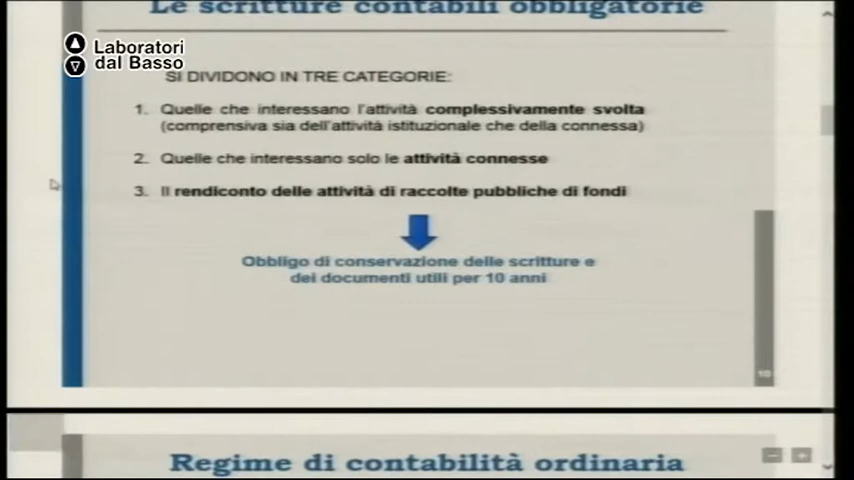 Le scritture contabili obbligatorie
Laboratori
dal Basso
SI DIVIDONO IN TRE CATEGORIE:
1. Quelle che interessano l'attività complessivamente svolta
(comprensiva sia dell'attività istituzionale che della connessa)
2. Quelle che interessano solo le attività connesse
3. Il rendiconto delle attività di raccolte pubbliche di fondi
Obbligo di conservazione delle scritture e
dei documenti utili per 10 anni
10
Regime di contabilità ordinaria